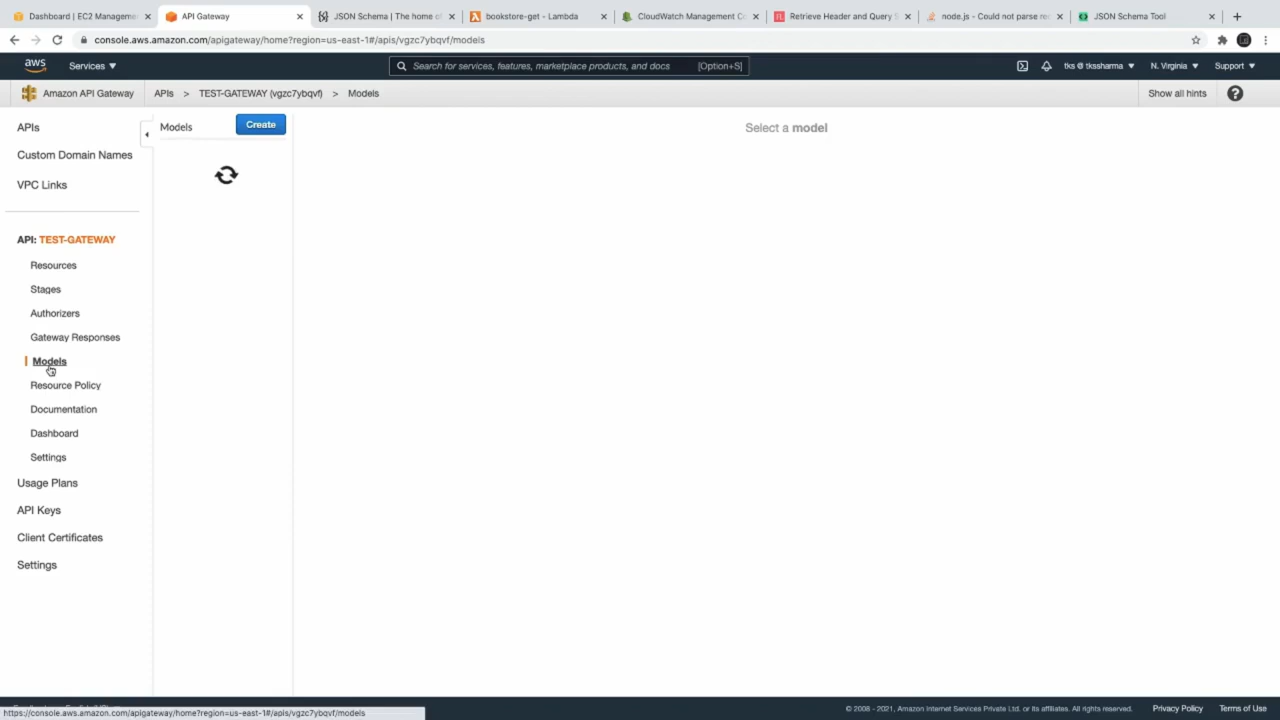 Dashboard | EC2 Managemen
API Gateway
JSON Schema | The home of
bookstore-get - Lambda
CloudWatch Management Co
Retrieve Header and Query S
node.js - Could not parse req
JSON Schema Tool
console.aws.amazon.com/apigateway/home?region=us-east-1#/apis/vgzc7ybqvf/models
aws
Services
Search for services, features, marketplace products, and docs
[Option+S]
tks @ tkssharma
N. Virginia
Support
Amazon API Gateway
APIs > TEST-GATEWAY (vgzc7ybqvf) > Models
Show all hints
APIs
Custom Domain Names
VPC Links
API: TEST-GATEWAY
Resources
Stages
Authorizers
Gateway Responses
Models
Resource Policy
Documentation
Dashboard
Settings
Usage Plans
API Keys
Client Certificates
Settings
Models
Create
Select a model
https://console.aws.amazon.com/apigateway/home?region=us-east-1#/apis/vgzc7ybqvf/models
© 2008 - 2021, Amazon Internet Services Private Ltd. or its affiliates. All rights reserved.
Privacy Policy
Terms of Use